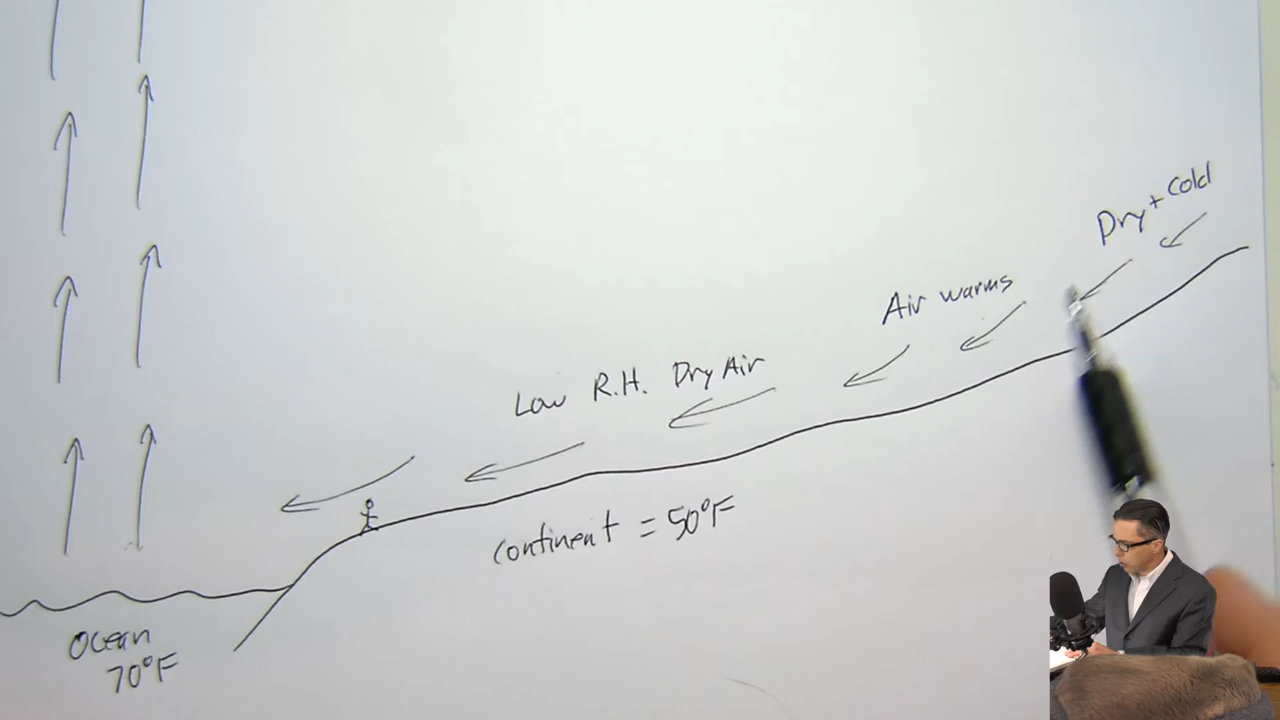 Dry + Cold
Air warms
Low R.H. Dry Air
continent = 50°F
Ocean
70°F